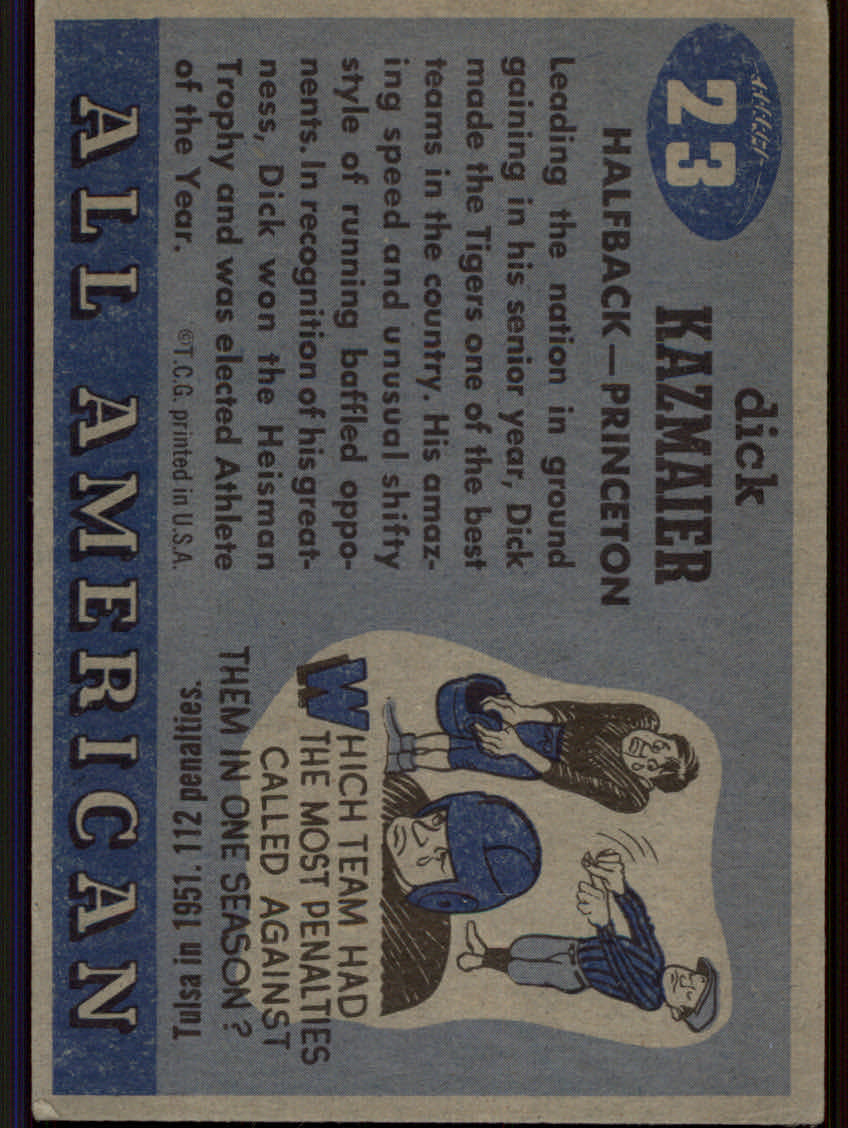 23
dick
KAZMAIER
HALFBACK—PRINCETON
Leading the nation in ground
gaining in his senior year, Dick
made the Tigers one of the best
teams in the country. His amaz-
ing speed and unusual shifty
style of running baffled oppo-
nents. In recognition of his great-
ness, Dick won the Heisman
Trophy and was elected Athlete
of the Year.
©T.C.G. printed in U.S.A.
WHICH TEAM HAD
THE MOST PENALTIES
CALLED AGAINST
THEM IN ONE SEASON?
Tulsa in 1951. 112 penalties.
ALL AMERICAN